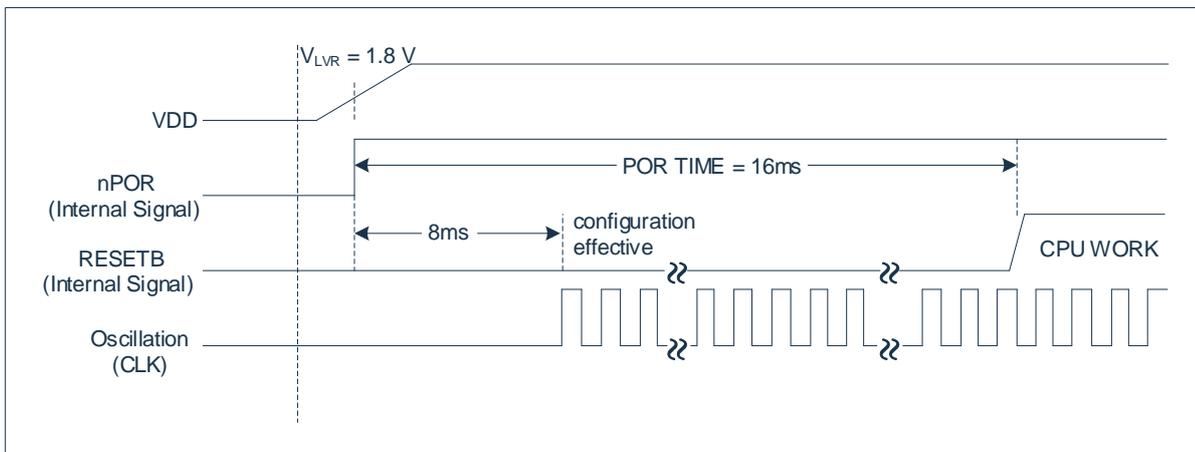 VLVR = 1.8 V
VDD
POR TIME = 16ms
nPOR
(Internal Signal)
8ms
configuration
effective
RESETB
(Internal Signal)
CPU WORK
Oscillation
(CLK)